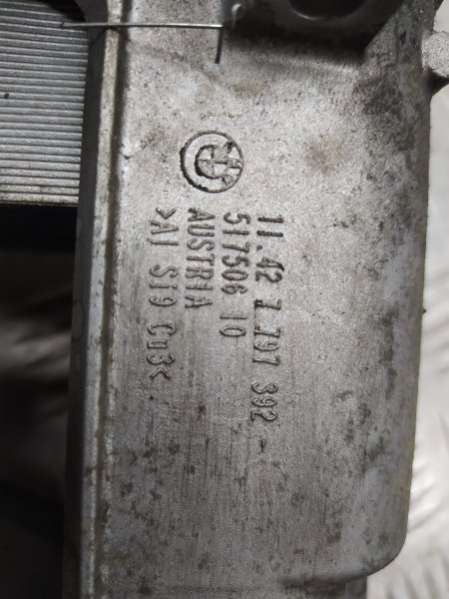 11.42 7.797 392 -
517506 10
AUSTRIA
>Al Si9 Cu3<